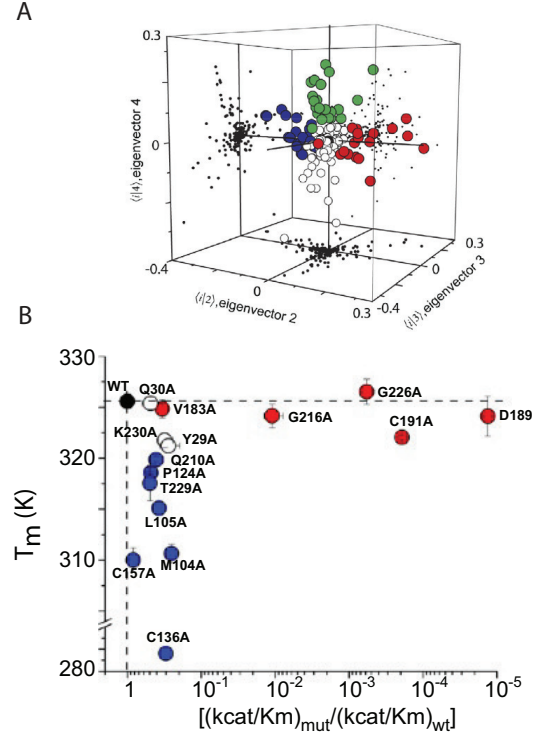 A
0.3
0
-0.4
⟨i|4⟩,eigenvector 4
⟨i|2⟩,eigenvector 2
0
0.3
-0.4
0
0.3
⟨i|3⟩,eigenvector 3
B
330
320
310
280
Tm (K)
WT
Q30A
V183A
K230A
Y29A
Q210A
P124A
T229A
L105A
M104A
C157A
C136A
G216A
G226A
C191A
D189
1
10-1
10-2
10-3
10-4
10-5
[(kcat/Km)mut/(kcat/Km)wt]